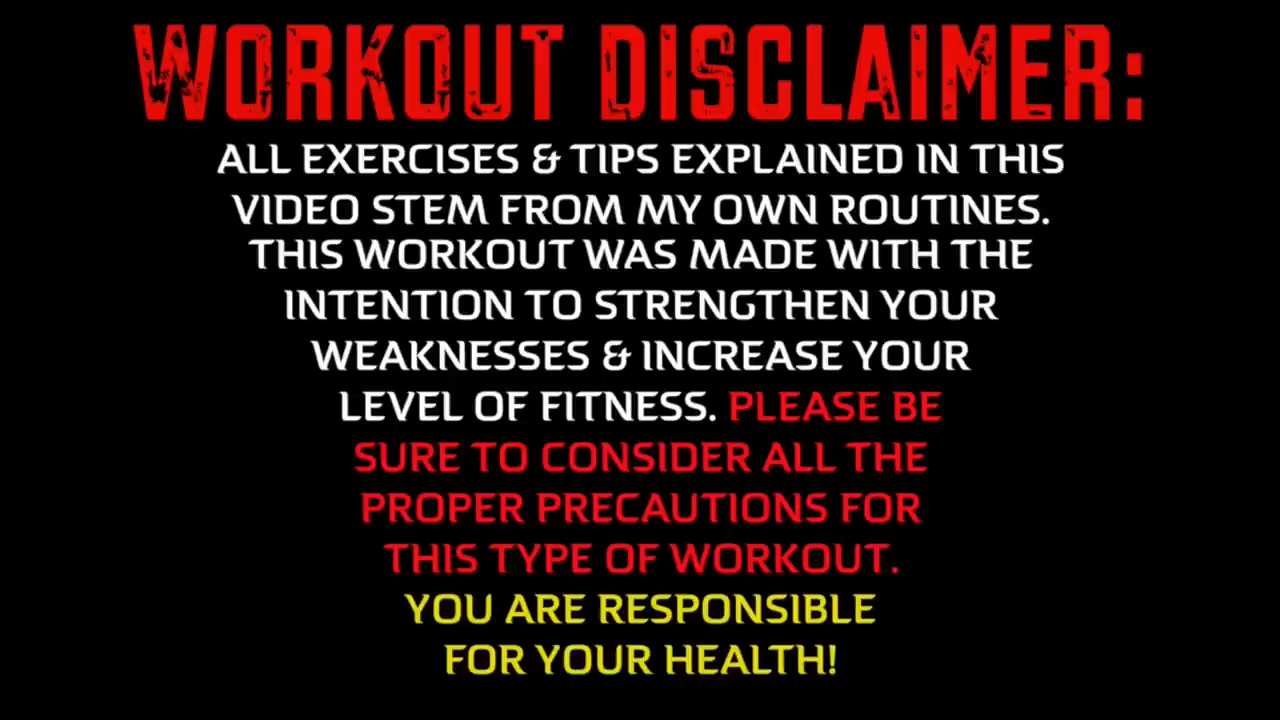 WORKOUT DISCLAIMER:
ALL EXERCISES & TIPS EXPLAINED IN THIS
VIDEO STEM FROM MY OWN ROUTINES.
THIS WORKOUT WAS MADE WITH THE
INTENTION TO STRENGTHEN YOUR
WEAKNESSES & INCREASE YOUR
LEVEL OF FITNESS. PLEASE BE
SURE TO CONSIDER ALL THE
PROPER PRECAUTIONS FOR
THIS TYPE OF WORKOUT.
YOU ARE RESPONSIBLE
FOR YOUR HEALTH!